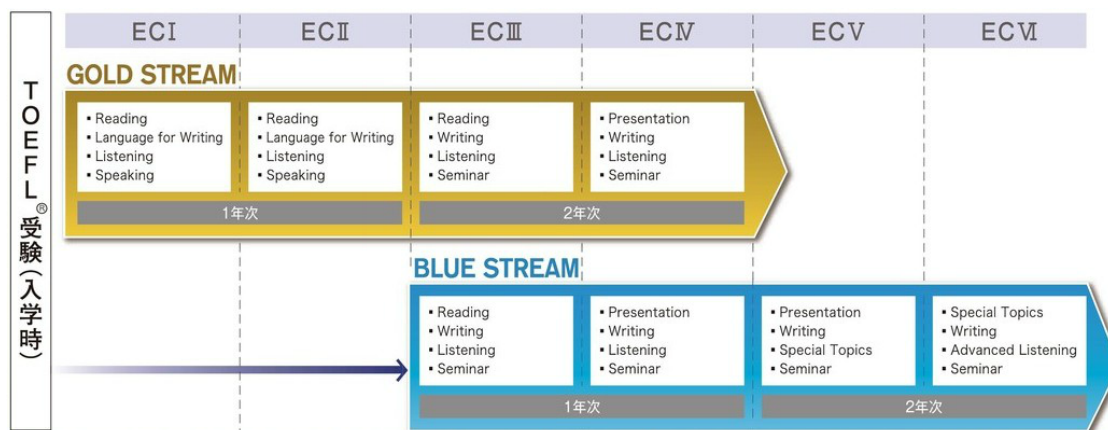 TOEFL®受験(入学時)
ECⅠ
ECⅡ
ECⅢ
ECⅣ
ECⅤ
ECⅥ
GOLD STREAM
▪ Reading
▪ Language for Writing
▪ Listening
▪ Speaking
▪ Reading
▪ Language for Writing
▪ Listening
▪ Speaking
1年次
▪ Reading
▪ Writing
▪ Listening
▪ Seminar
▪ Presentation
▪ Writing
▪ Listening
▪ Seminar
2年次
BLUE STREAM
▪ Reading
▪ Writing
▪ Listening
▪ Seminar
▪ Presentation
▪ Writing
▪ Listening
▪ Seminar
1年次
▪ Presentation
▪ Writing
▪ Special Topics
▪ Seminar
▪ Special Topics
▪ Writing
▪ Advanced Listening
▪ Seminar
2年次